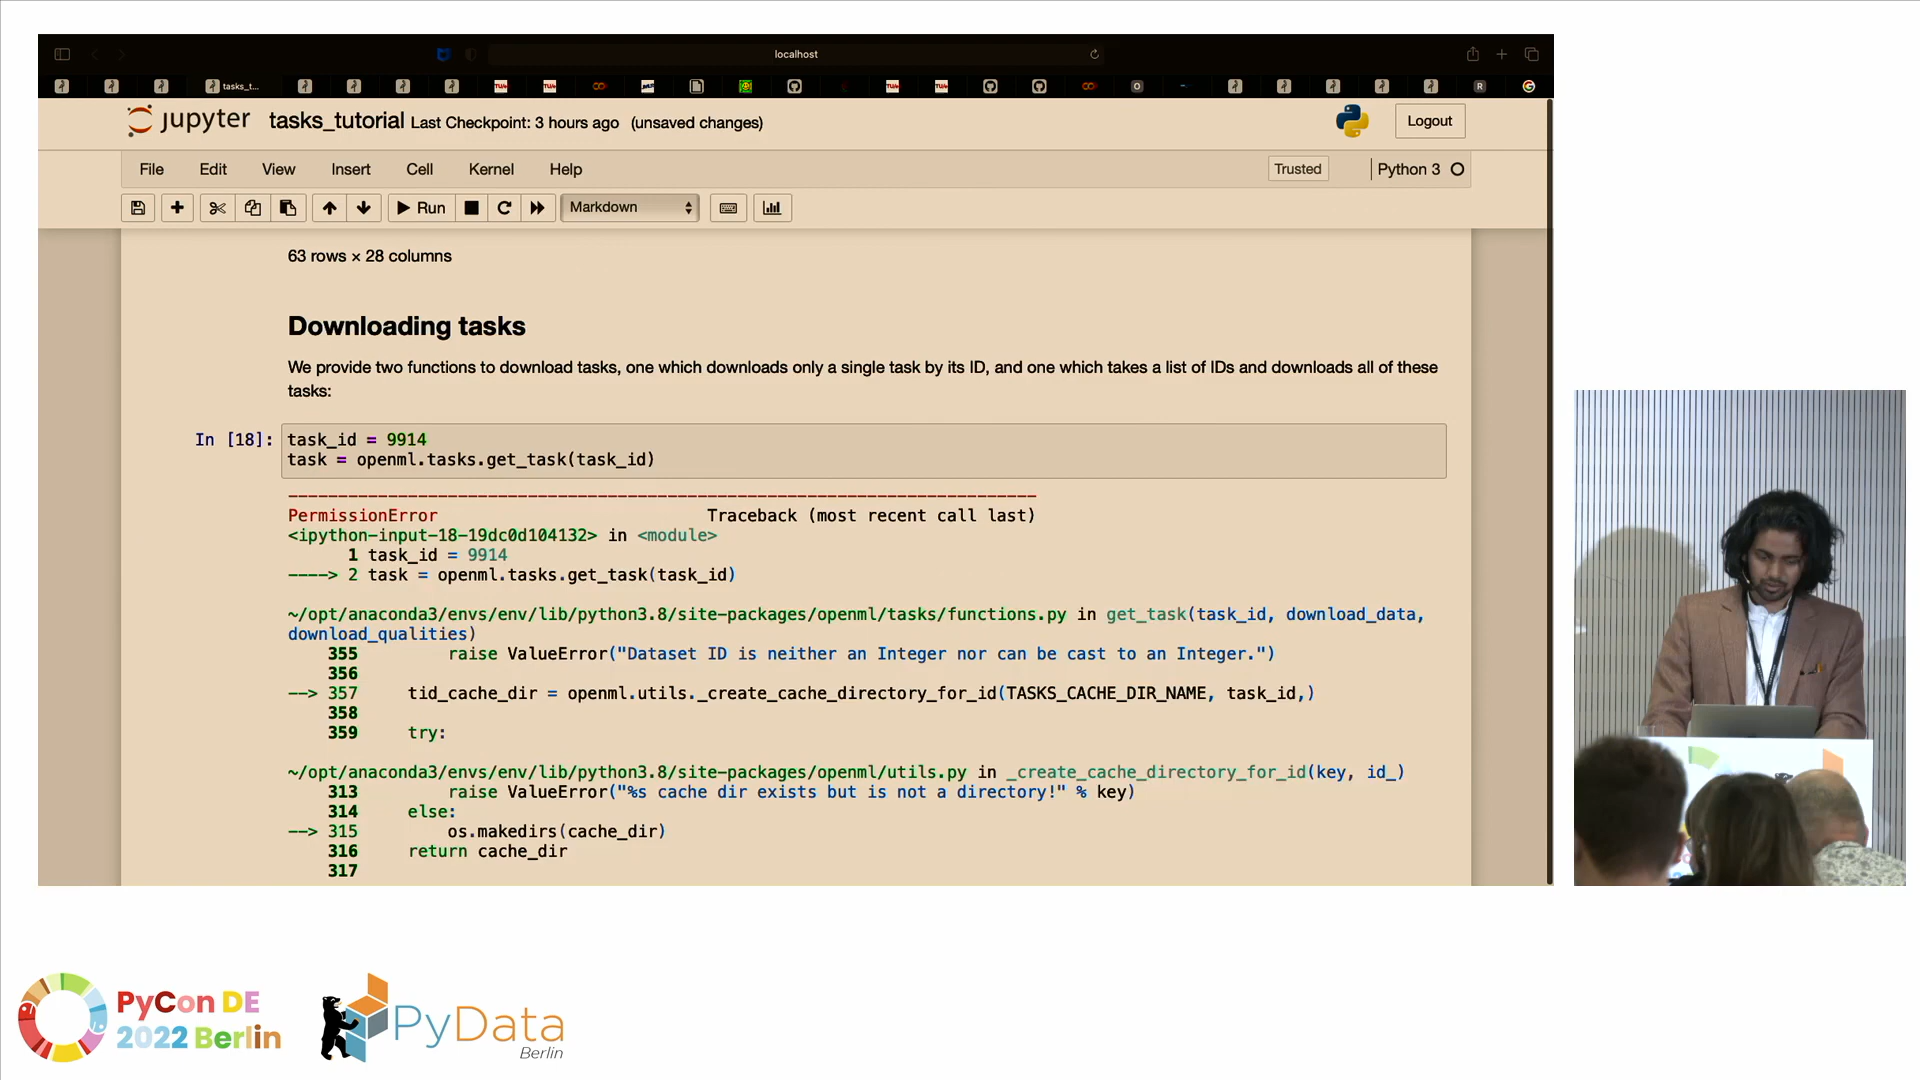 localhost
tasks_t...
jupyter tasks_tutorial Last Checkpoint: 3 hours ago (unsaved changes)
Logout
File Edit View Insert Cell Kernel Help
Trusted
Python 3
Run
Markdown
63 rows × 28 columns
Downloading tasks
We provide two functions to download tasks, one which downloads only a single task by its ID, and one which takes a list of IDs and downloads all of these
tasks:
In [18]: task_id = 9914
task = openml.tasks.get_task(task_id)
---------------------------------------------------------------------------
PermissionError Traceback (most recent call last)
<ipython-input-18-19dc0d104132> in <module>
1 task_id = 9914
----> 2 task = openml.tasks.get_task(task_id)
~/opt/anaconda3/envs/env/lib/python3.8/site-packages/openml/tasks/functions.py in get_task(task_id, download_data,
download_qualities)
355 raise ValueError("Dataset ID is neither an Integer nor can be cast to an Integer.")
356
--> 357 tid_cache_dir = openml.utils._create_cache_directory_for_id(TASKS_CACHE_DIR_NAME, task_id,)
358
359 try:
~/opt/anaconda3/envs/env/lib/python3.8/site-packages/openml/utils.py in _create_cache_directory_for_id(key, id_)
313 raise ValueError("%s cache dir exists but is not a directory!" % key)
314 else:
--> 315 os.makedirs(cache_dir)
316 return cache_dir
317
PyCon DE
2022 Berlin
PyData
Berlin